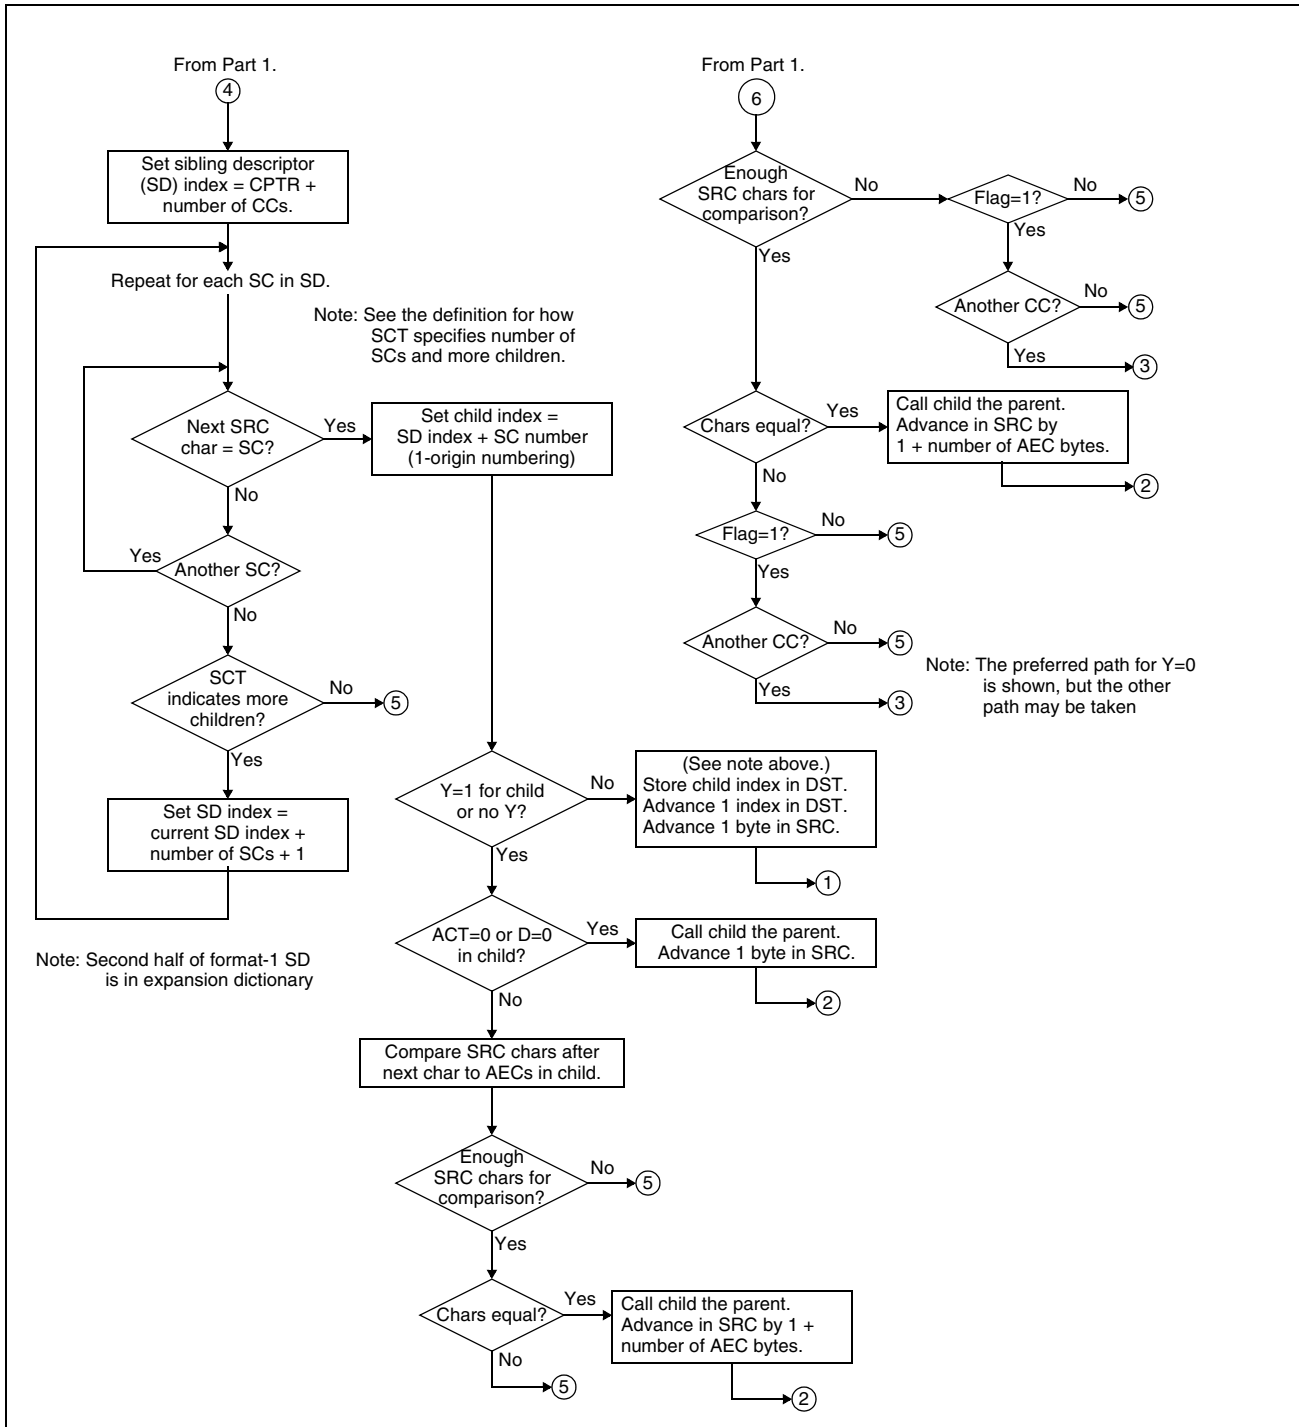 From Part 1.
4
Set sibling descriptor
(SD) index = CPTR +
number of CCs.
Repeat for each SC in SD.
Note: See the definition for how
SCT specifies number of
SCs and more children.
Next SRC
char = SC?
Yes
Set child index =
SD index + SC number
(1-origin numbering)
No
Yes
Another SC?
No
SCT
indicates more
children?
No
5
Yes
Set SD index =
current SD index +
number of SCs + 1
Note: Second half of format-1 SD
is in expansion dictionary
Y=1 for child
or no Y?
No
(See note above.)
Store child index in DST.
Advance 1 index in DST.
Advance 1 byte in SRC.
1
Yes
ACT=0 or D=0
in child?
Yes
Call child the parent.
Advance 1 byte in SRC.
2
No
Compare SRC chars after
next char to AECs in child.
Enough
SRC chars for
comparison?
No
5
Yes
Chars equal?
Yes
Call child the parent.
Advance in SRC by 1 +
number of AEC bytes.
2
No
5
From Part 1.
6
Enough
SRC chars for
comparison?
No
Flag=1?
No
5
Yes
Another CC?
No
5
Yes
3
Yes
Chars equal?
Yes
Call child the parent.
Advance in SRC by
1 + number of AEC bytes.
2
No
Flag=1?
No
5
Yes
Another CC?
No
5
Yes
3
Note: The preferred path for Y=0
is shown, but the other
path may be taken